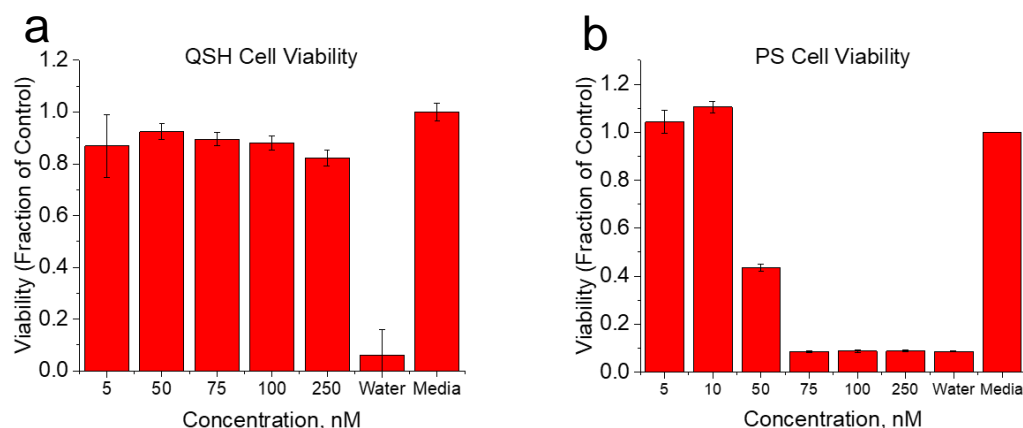 a
QSH Cell Viability
Viability (Fraction of Control)
1.2
1.0
0.8
0.6
0.4
0.2
0.0
5 50 75 100 250 Water Media
Concentration, nM
b
PS Cell Viability
Viability (Fraction of Control)
1.2
1.0
0.8
0.6
0.4
0.2
0.0
5 10 50 75 100 250 Water Media
Concentration, nM